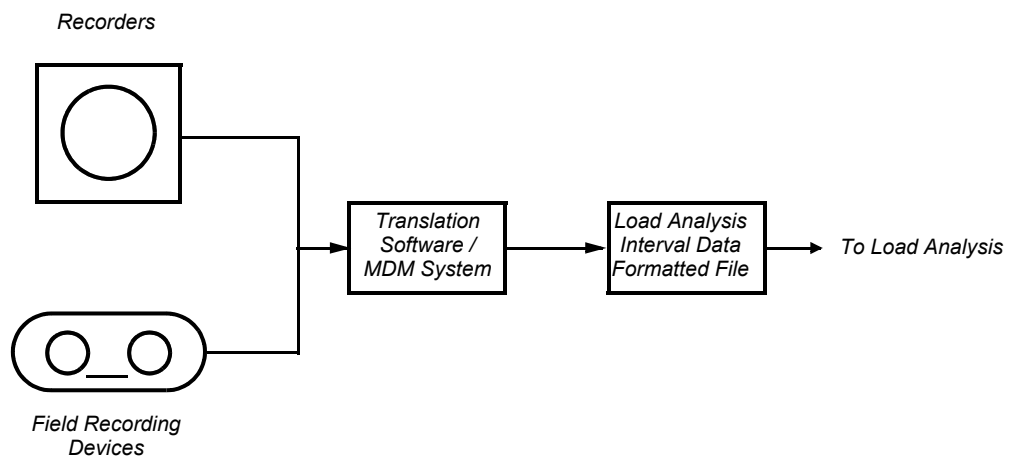 Recorders
Translation
Software /
MDM System
Load Analysis
Interval Data
Formatted File
To Load Analysis
Field Recording
Devices